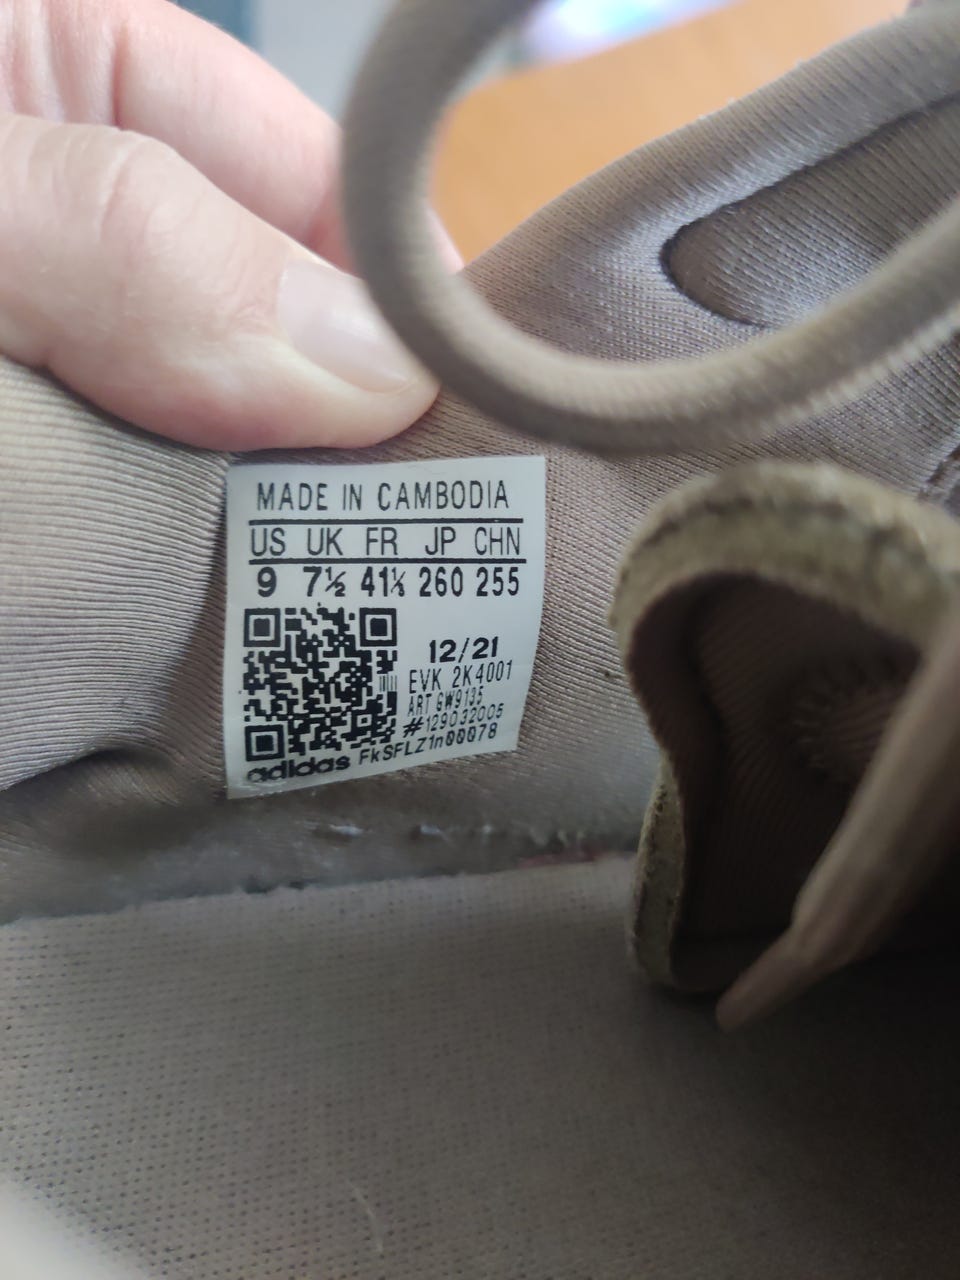 MADE IN CAMBODIA
US UK FR JP CHN
9 7½ 41⅓ 260 255
12/21
EVK 2K4001
ART GW9135
#129032005
adidas FkSFLZ1n00078